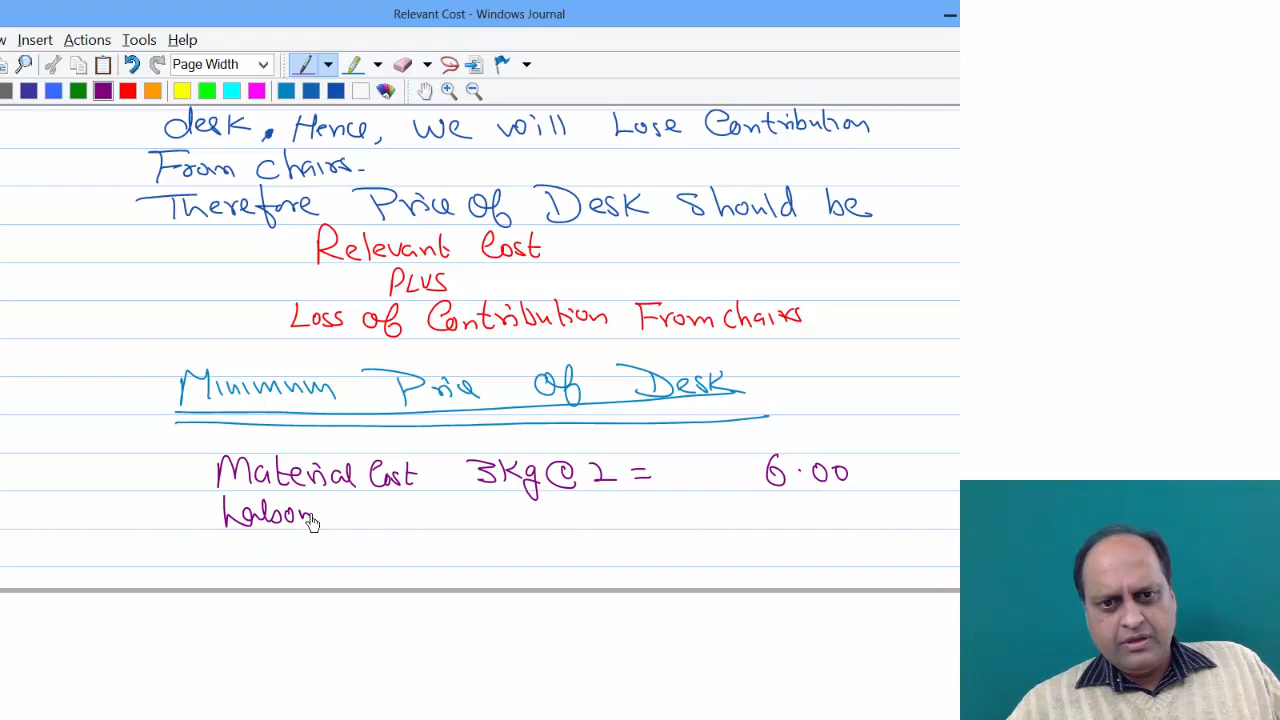 Relevant Cost - Windows Journal
w Insert Actions Tools Help
Page Width
desk. Hence, we will Lose Contribution
From chairs.
Therefore Price Of Desk should be
Relevant Cost
PLUS
Loss of Contribution From chairs
Minimum Price Of Desk
Material Cost 3Kg @ 2 = 6.00
Labour